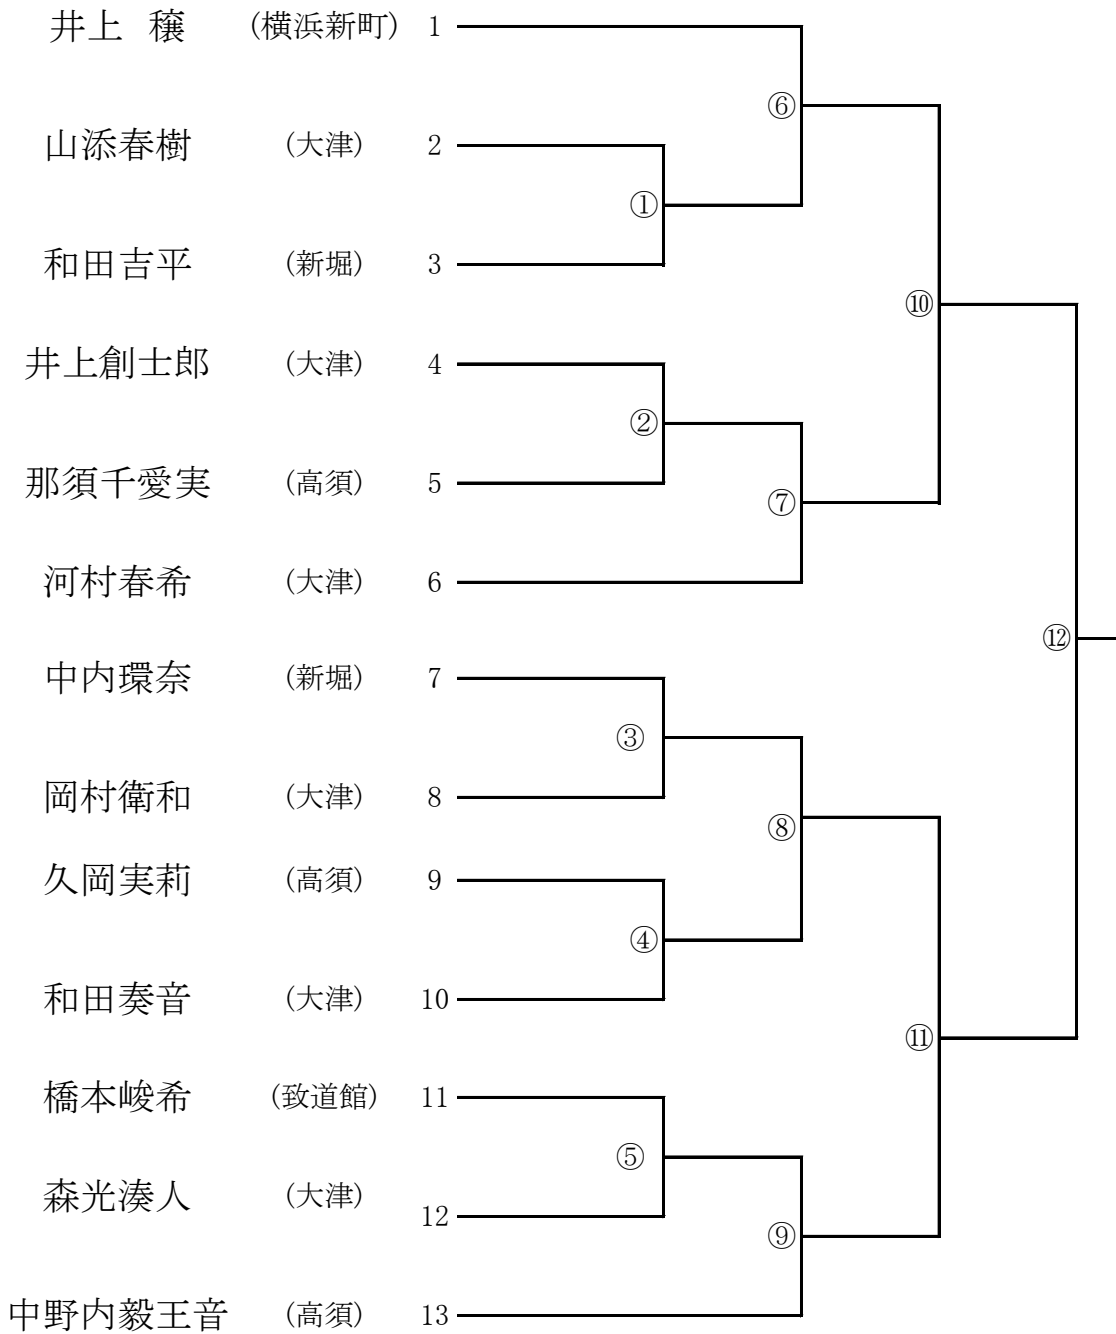 井上 穣 (横浜新町) 1
⑥
山添春樹 (大津) 2
①
和田吉平 (新堀) 3
⑩
井上創士郎 (大津) 4
②
那須千愛実 (高須) 5
⑦
河村春希 (大津) 6
⑫
中内環奈 (新堀) 7
③
岡村衛和 (大津) 8
⑧
久岡実莉 (高須) 9
④
和田奏音 (大津) 10
⑪
橋本峻希 (致道館) 11
⑤
森光湊人 (大津) 12
⑨
中野内毅王音 (高須) 13